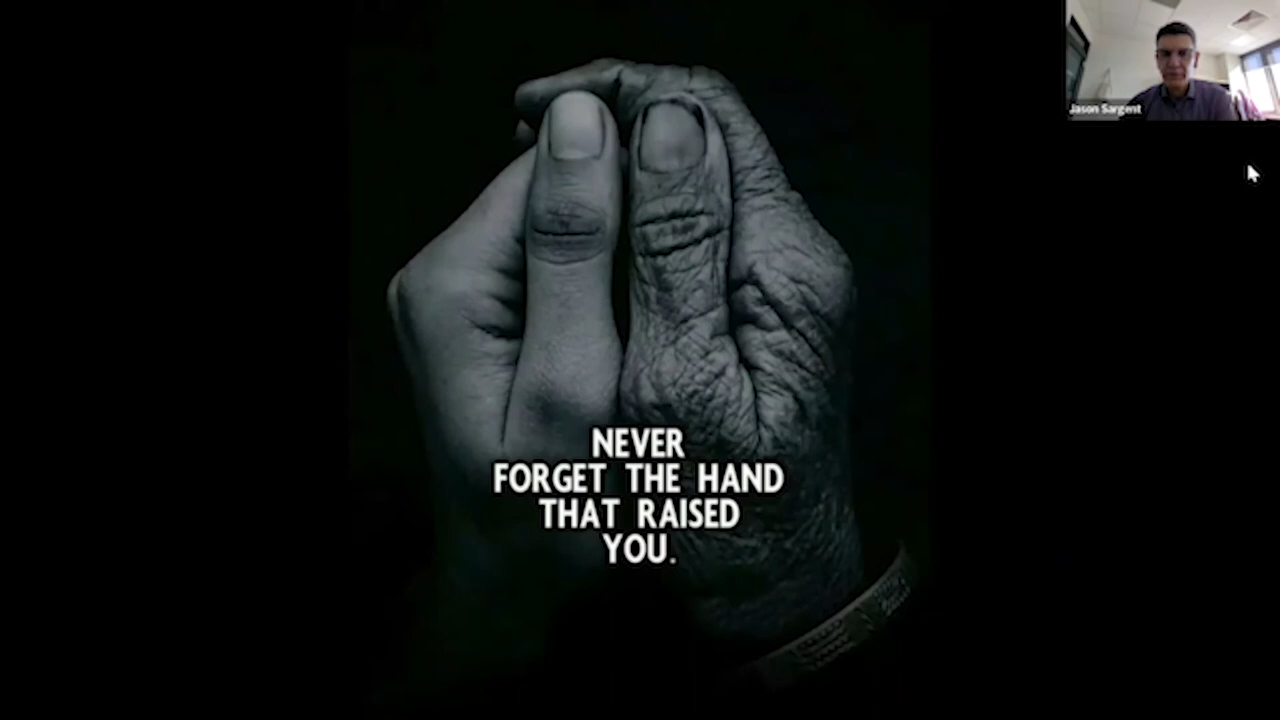 Jason Sargent
NEVER
FORGET THE HAND
THAT RAISED
YOU.